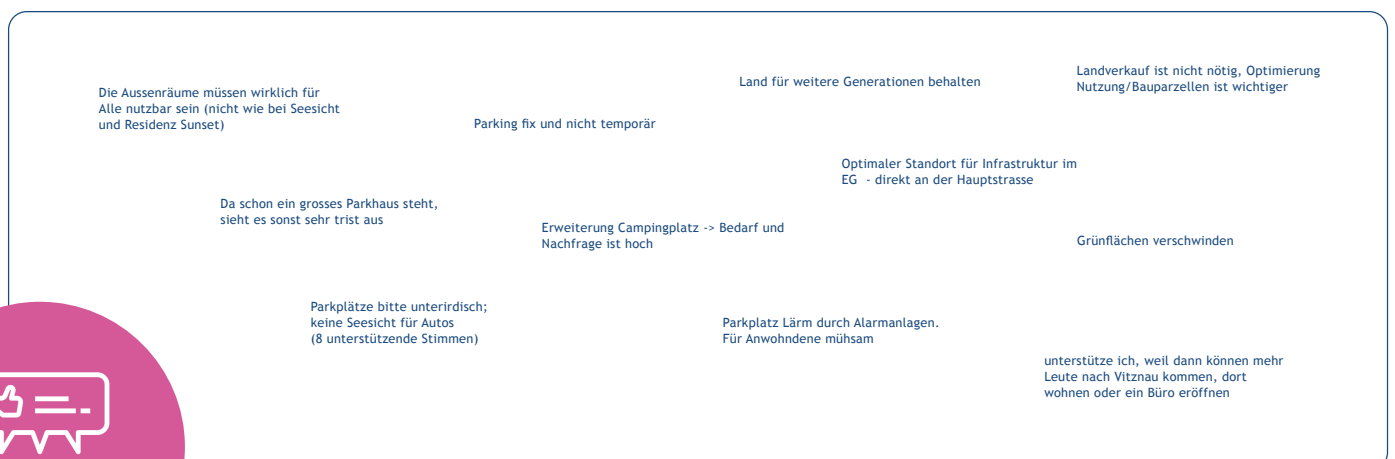 Die Aussenräume müssen wirklich für
Alle nutzbar sein (nicht wie bei Seesicht
und Residenz Sunset)
Parking fix und nicht temporär
Land für weitere Generationen behalten
Landverkauf ist nicht nötig, Optimierung
Nutzung/Bauparzellen ist wichtiger
Optimaler Standort für Infrastruktur im
EG  - direkt an der Hauptstrasse
Da schon ein grosses Parkhaus steht,
sieht es sonst sehr trist aus
Erweiterung Campingplatz -> Bedarf und
Nachfrage ist hoch
Grünflächen verschwinden
Parkplätze bitte unterirdisch;
keine Seesicht für Autos
(8 unterstützende Stimmen)
Parkplatz Lärm durch Alarmanlagen.
Für Anwohndene mühsam
unterstütze ich, weil dann können mehr
Leute nach Vitznau kommen, dort
wohnen oder ein Büro eröffnen